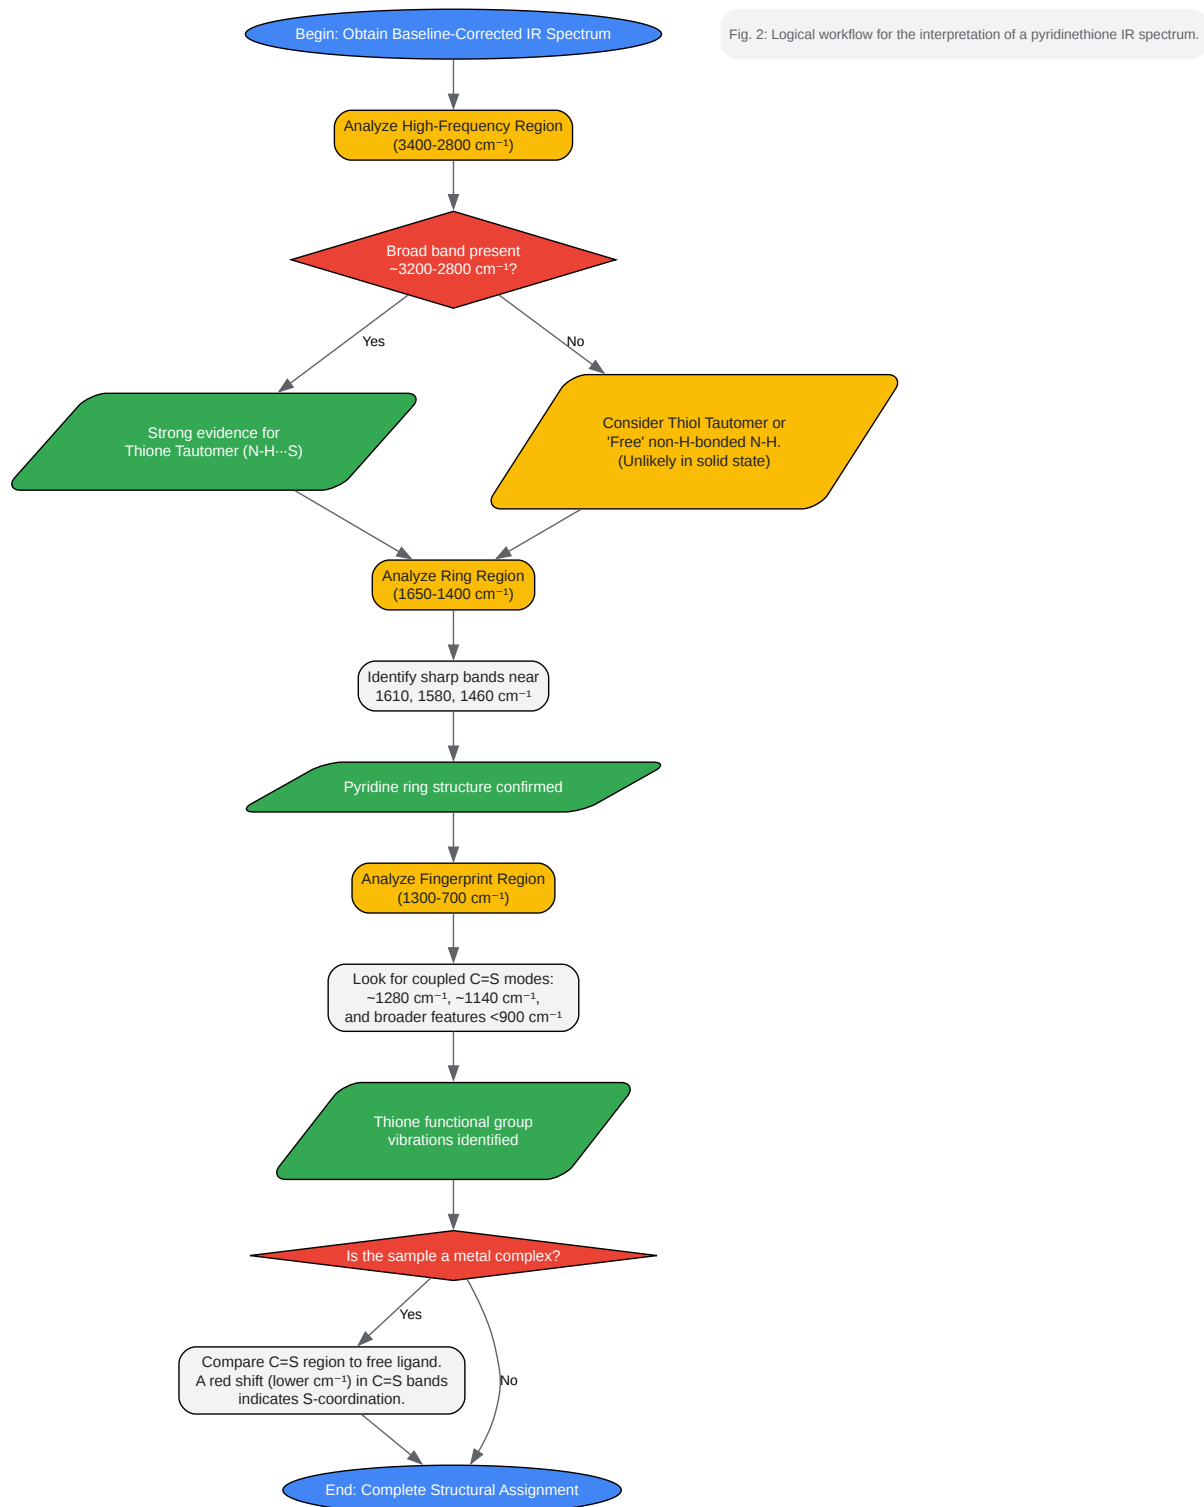 Begin: Obtain Baseline-Corrected IR Spectrum
Fig. 2: Logical workflow for the interpretation of a pyridinethione IR spectrum.
Analyze High-Frequency Region
(3400-2800 cm⁻¹)
Broad band present
~3200-2800 cm⁻¹?
Yes
No
Strong evidence for
Thione Tautomer (N-H···S)
Consider Thiol Tautomer or
'Free' non-H-bonded N-H.
(Unlikely in solid state)
Analyze Ring Region
(1650-1400 cm⁻¹)
Identify sharp bands near
1610, 1580, 1460 cm⁻¹
Pyridine ring structure confirmed
Analyze Fingerprint Region
(1300-700 cm⁻¹)
Look for coupled C=S modes:
~1280 cm⁻¹, ~1140 cm⁻¹,
and broader features <900 cm⁻¹
Thione functional group
vibrations identified
Is the sample a metal complex?
Yes
Compare C=S region to free ligand.
A red shift (lower cm⁻¹) in C=S bands
indicates S-coordination.
No
End: Complete Structural Assignment